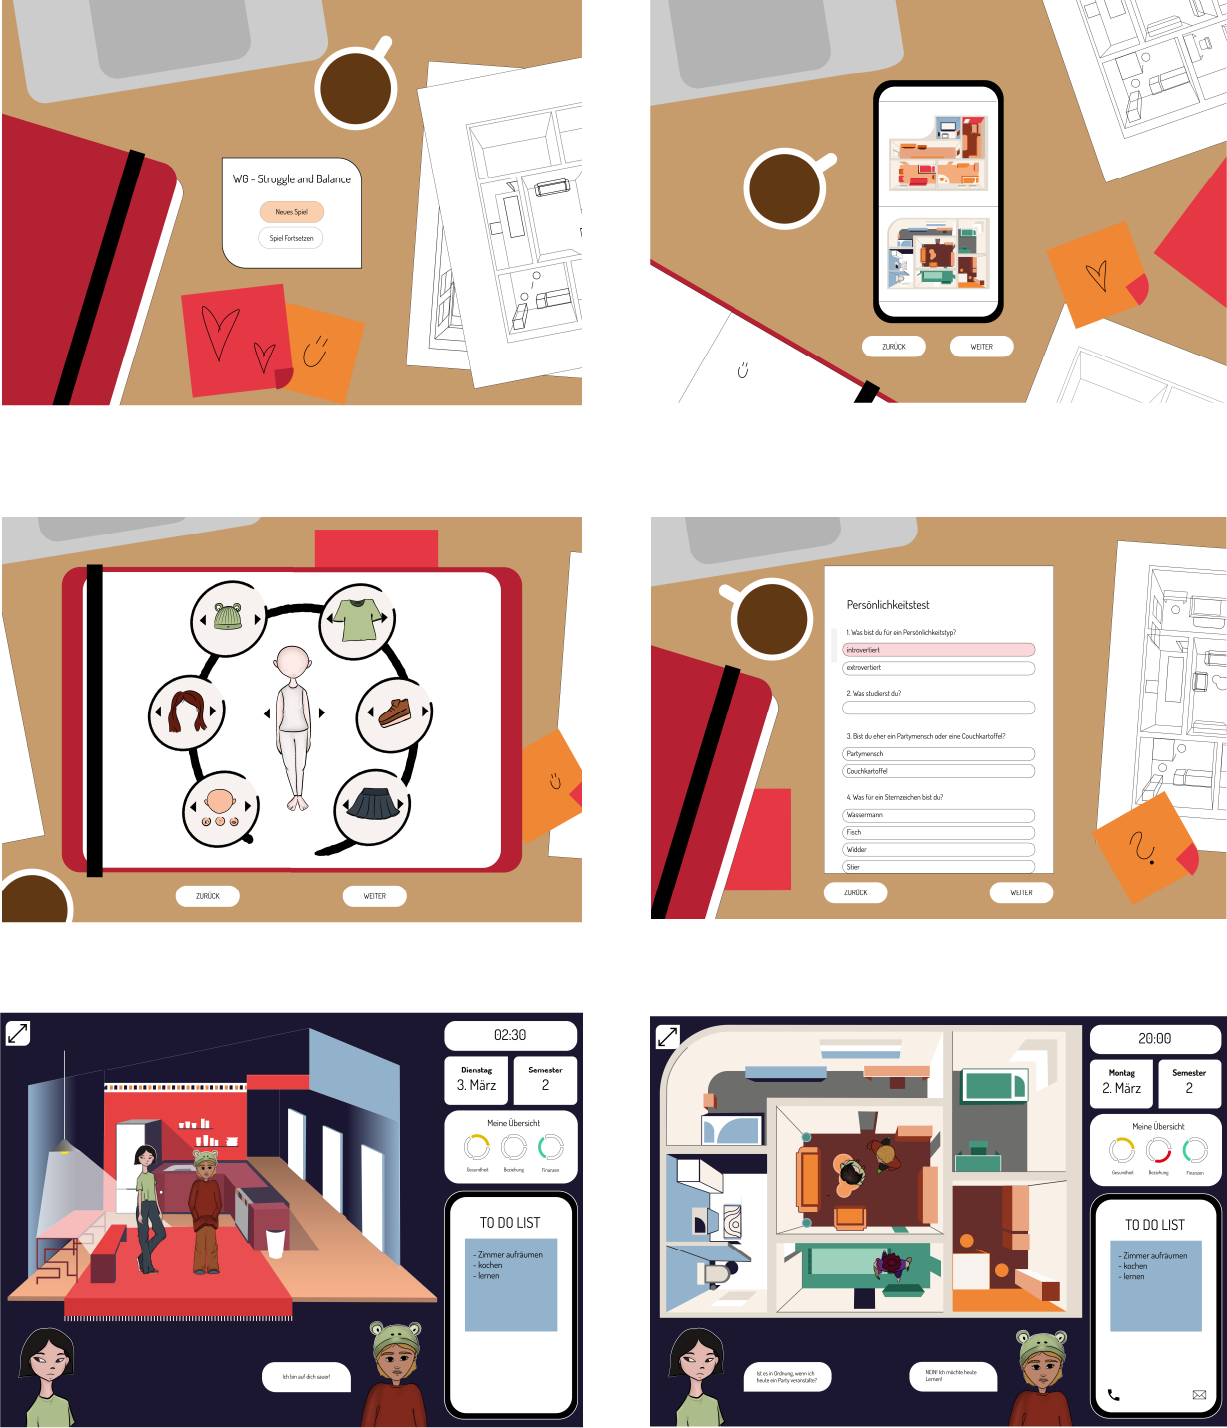 WG - Struggle and Balance
Neues Spiel
Spiel Fortsetzen
ZURÜCK
WEITER
ZURÜCK
WEITER
Persönlichkeitstest
1. Was bist du für ein Persönlichkeitstyp?
introvertiert
extrovertiert
2. Was studierst du?
3. Bist du eher ein Partymensch oder eine Couchkartoffel?
Partymensch
Couchkartoffel
4. Was für ein Sternzeichen bist du?
Wassermann
Fisch
Widder
Stier
ZURÜCK
WEITER
02:30
Dienstag
3. März
Semester
2
Meine Übersicht
Gesundheit
Beziehung
Finanzen
TO DO LIST
- Zimmer aufräumen
- kochen
- lernen
Ich bin auf dich sauer!
20:00
Montag
2. März
Semester
2
Meine Übersicht
Gesundheit
Beziehung
Finanzen
TO DO LIST
- Zimmer aufräumen
- kochen
- lernen
Ist es in Ordnung, wenn ich
heute ein Party veranstalte?
NEIN! Ich möchte heute
Lernen!